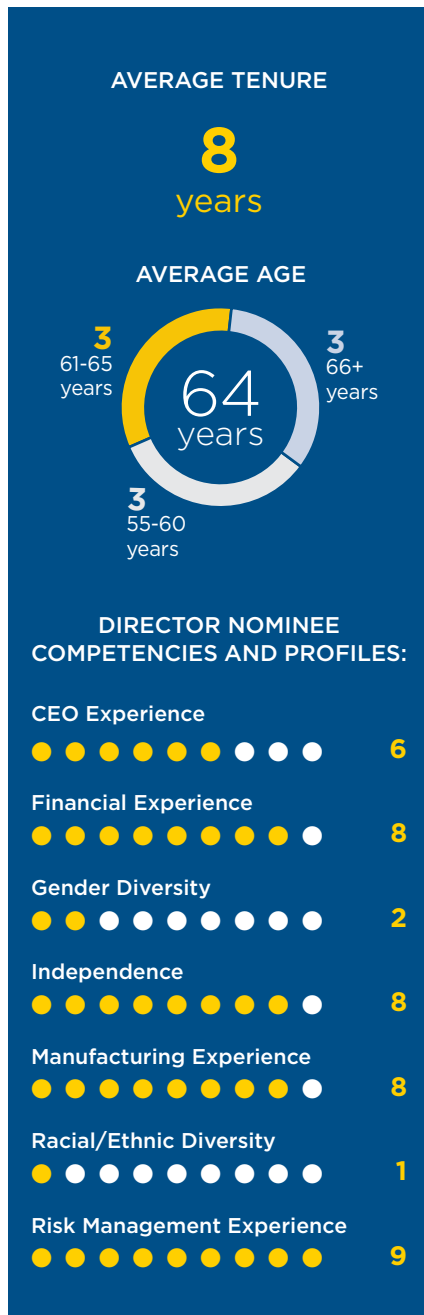 AVERAGE TENURE
8
years
AVERAGE AGE
3
61-65
years
3
66+
years
64
years
3
55-60
years
DIRECTOR NOMINEE
COMPETENCIES AND PROFILES:
CEO Experience
6
Financial Experience
8
Gender Diversity
2
Independence
8
Manufacturing Experience
8
Racial/Ethnic Diversity
1
Risk Management Experience
9